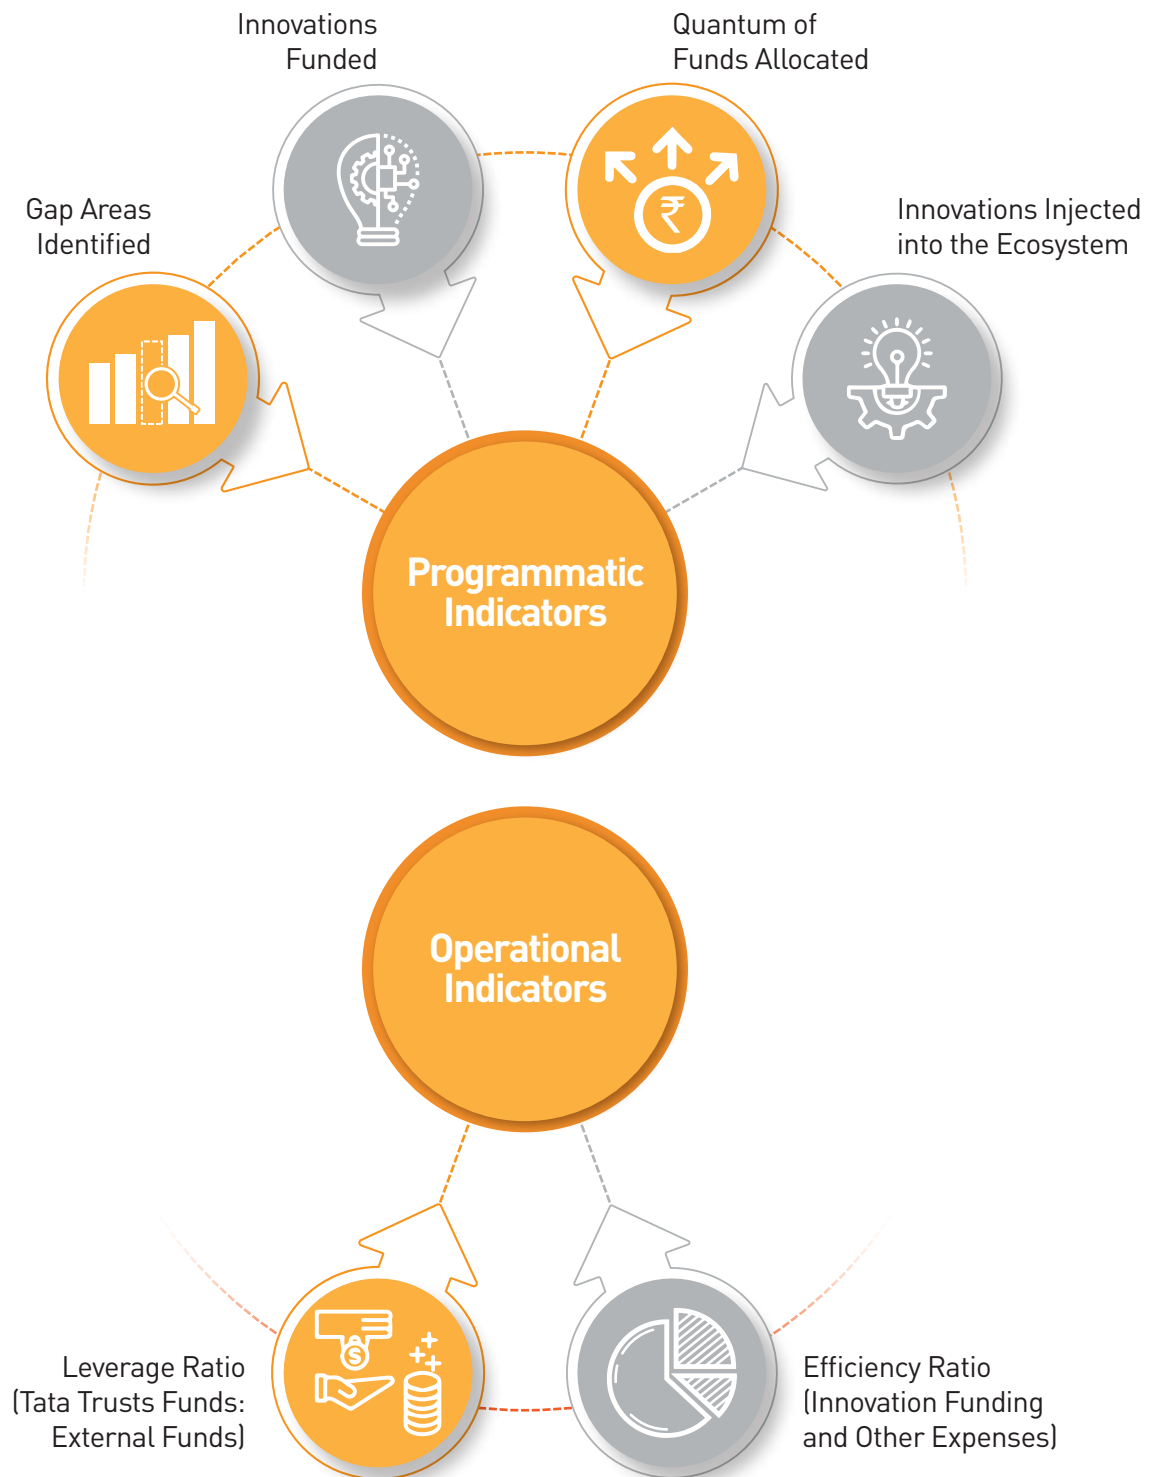 Innovations
Funded
Quantum of
Funds Allocated
Gap Areas
Identified
Innovations Injected
into the Ecosystem
₹
Programmatic
Indicators
Operational
Indicators
$
Leverage Ratio
(Tata Trusts Funds:
External Funds)
Efficiency Ratio
(Innovation Funding
and Other Expenses)